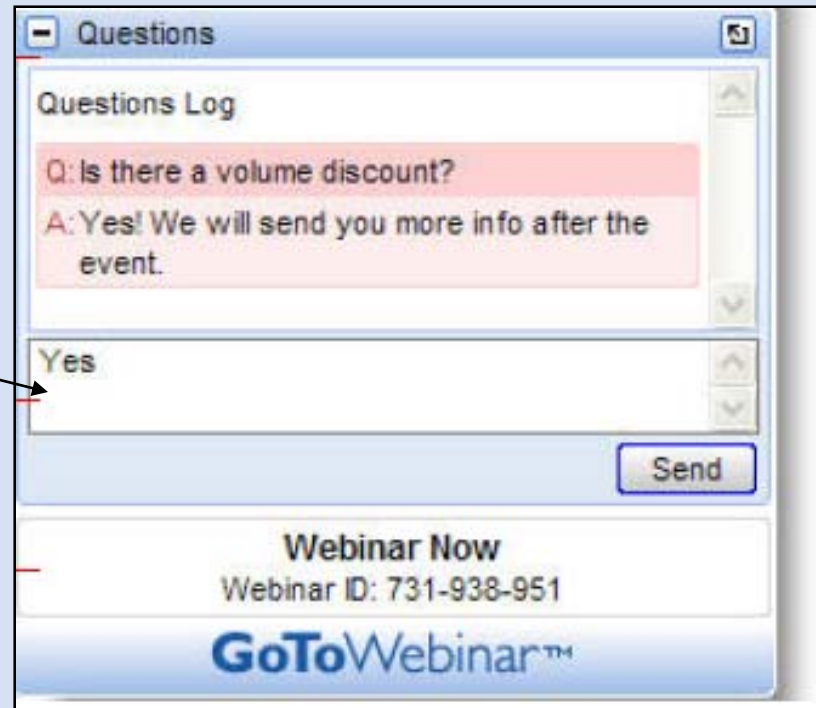 Questions
Questions Log
Q: Is there a volume discount?
A: Yes! We will send you more info after the
event.
Yes
Send
Webinar Now
Webinar ID: 731-938-951
GoToWebinar™